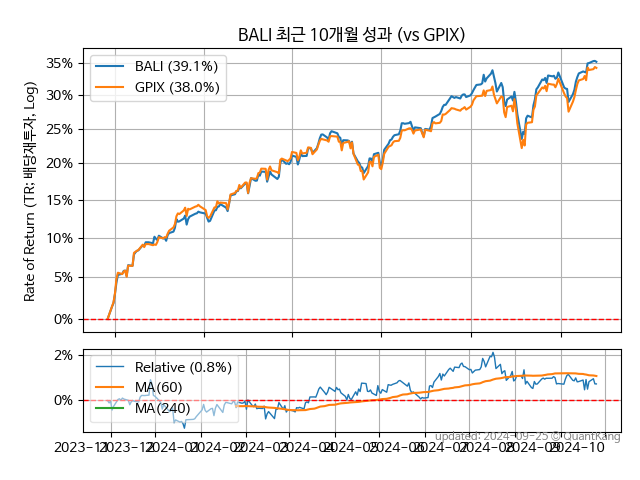 BALI 최근 10개월 성과 (vs GPIX)
Rate of Return (TR; 배당재투자, Log)
35%
30%
25%
20%
15%
10%
5%
0%
BALI (39.1%)
GPIX (38.0%)
2%
0%
Relative (0.8%)
MA(60)
MA(240)
updated: 2024-09-25 © QuantKang
2023-11
2023-12
2024-01
2024-02
2024-03
2024-04
2024-05
2024-06
2024-07
2024-08
2024-09
2024-10